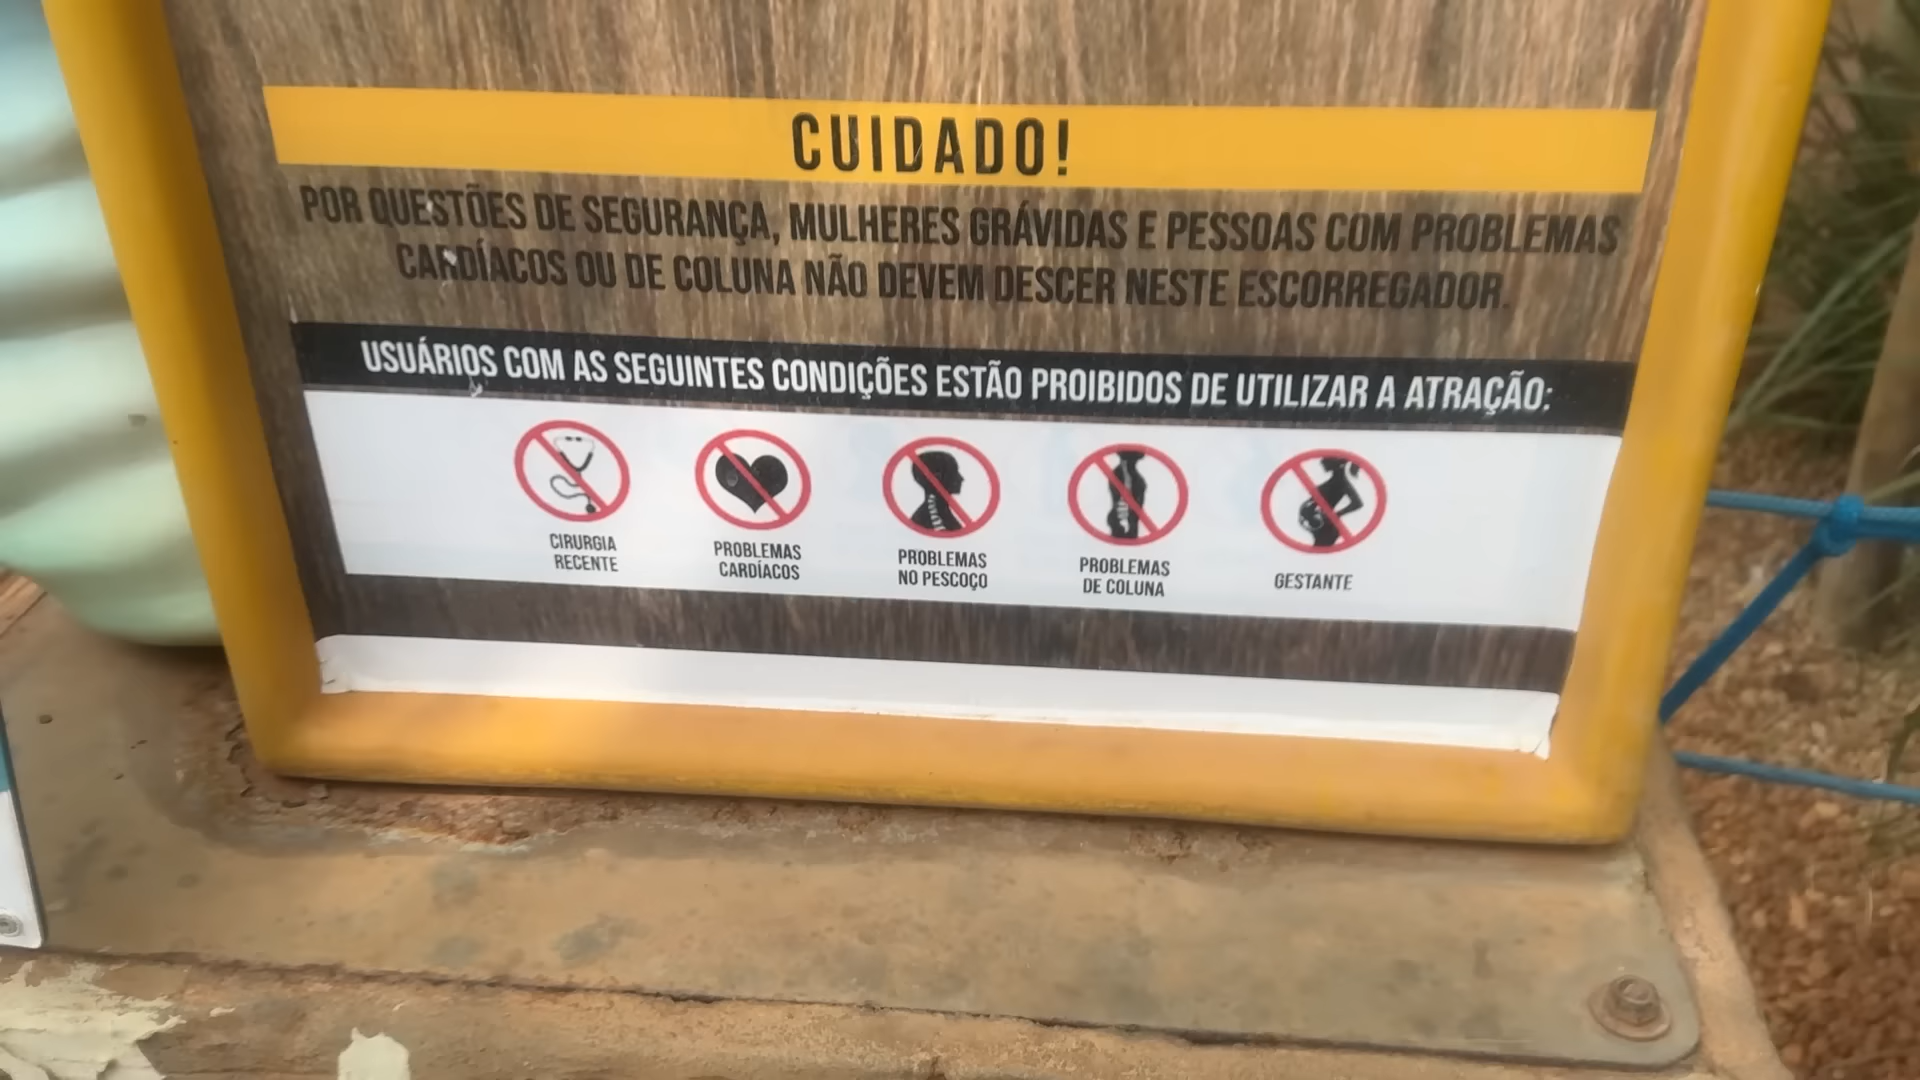 CUIDADO!
POR QUESTÕES DE SEGURANÇA, MULHERES GRÁVIDAS E PESSOAS COM PROBLEMAS
CARDÍACOS OU DE COLUNA NÃO DEVEM DESCER NESTE ESCORREGADOR.
USUÁRIOS COM AS SEGUINTES CONDIÇÕES ESTÃO PROIBIDOS DE UTILIZAR A ATRAÇÃO:
CIRURGIA
RECENTE
PROBLEMAS
CARDÍACOS
PROBLEMAS
NO PESCOÇO
PROBLEMAS
DE COLUNA
GESTANTE